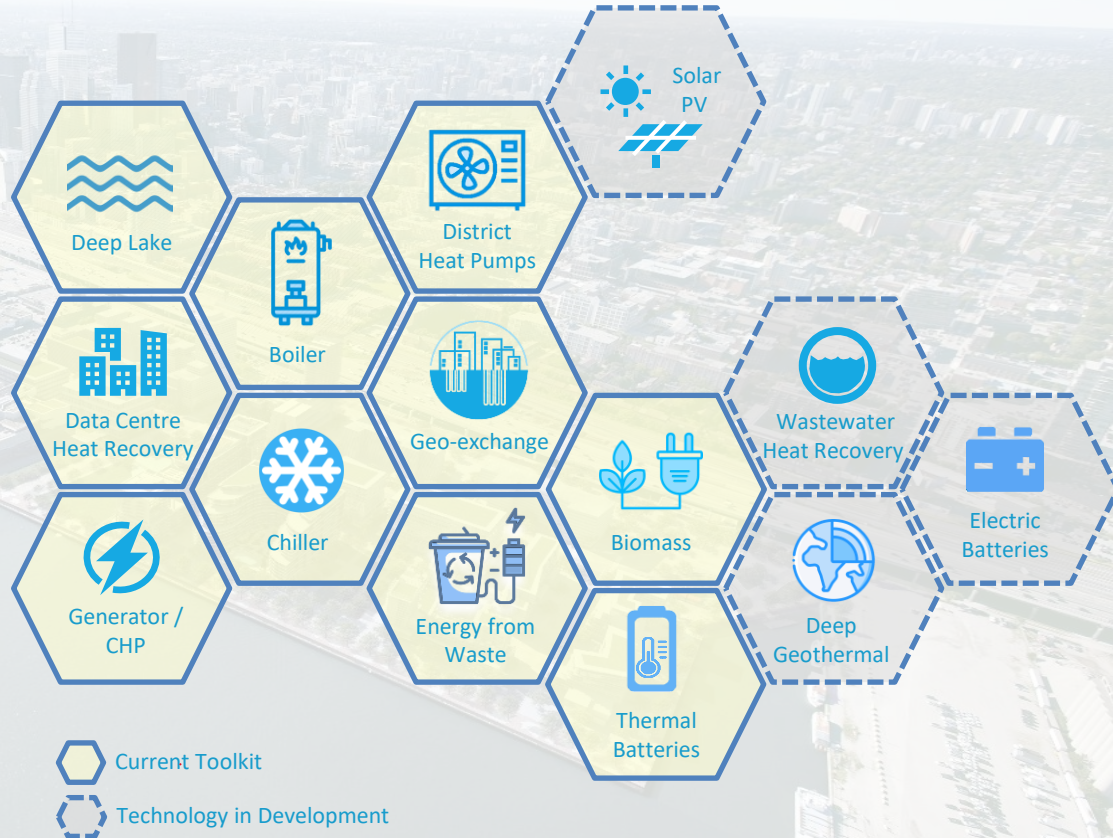 Solar
PV
Deep Lake
District
Heat Pumps
Boiler
Data Centre
Heat Recovery
Geo-exchange
Wastewater
Heat Recovery
Chiller
Biomass
Electric
Batteries
Generator /
CHP
Energy from
Waste
Deep
Geothermal
Thermal
Batteries
Current Toolkit
Technology in Development